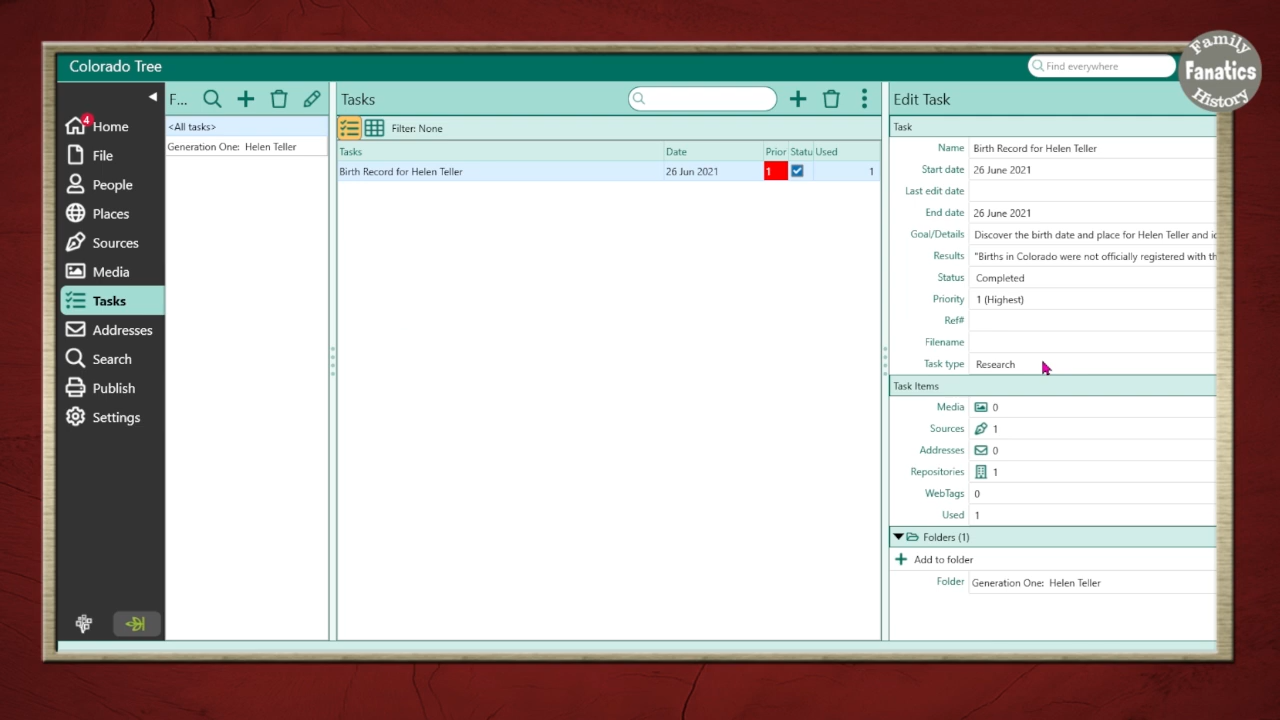 Colorado Tree
Find everywhere
Family
Fanatics
History
F...
Tasks
Edit Task
4
Home
File
People
Places
Sources
Media
Tasks
Addresses
Search
Publish
Settings
<All tasks>
Generation One: Helen Teller
Filter: None
Tasks Date Prior Statu Used
Birth Record for Helen Teller 26 Jun 2021 1 1
Task
Name Birth Record for Helen Teller
Start date 26 June 2021
Last edit date
End date 26 June 2021
Goal/Details Discover the birth date and place for Helen Teller and ic
Results "Births in Colorado were not officially registered with th
Status Completed
Priority 1 (Highest)
Ref#
Filename
Task type Research
Task Items
Media 0
Sources 1
Addresses 0
Repositories 1
WebTags 0
Used 1
Folders (1)
Add to folder
Folder Generation One: Helen Teller